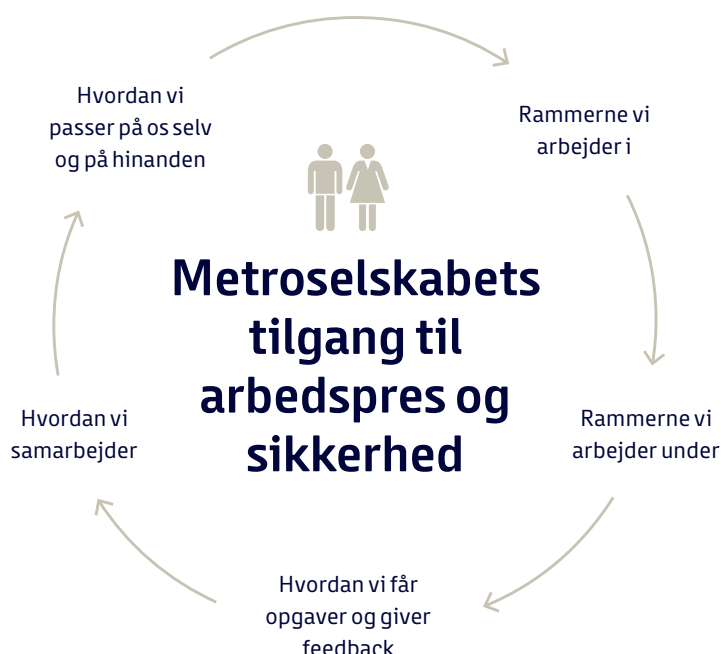 Hvordan vi
passer på os selv
og på hinanden
Rammerne vi
arbejder i
Metroselskabets
tilgang til
arbedspres og
sikkerhed
Hvordan vi
samarbejder
Rammerne vi
arbejder under
Hvordan vi får
opgaver og giver
feedback